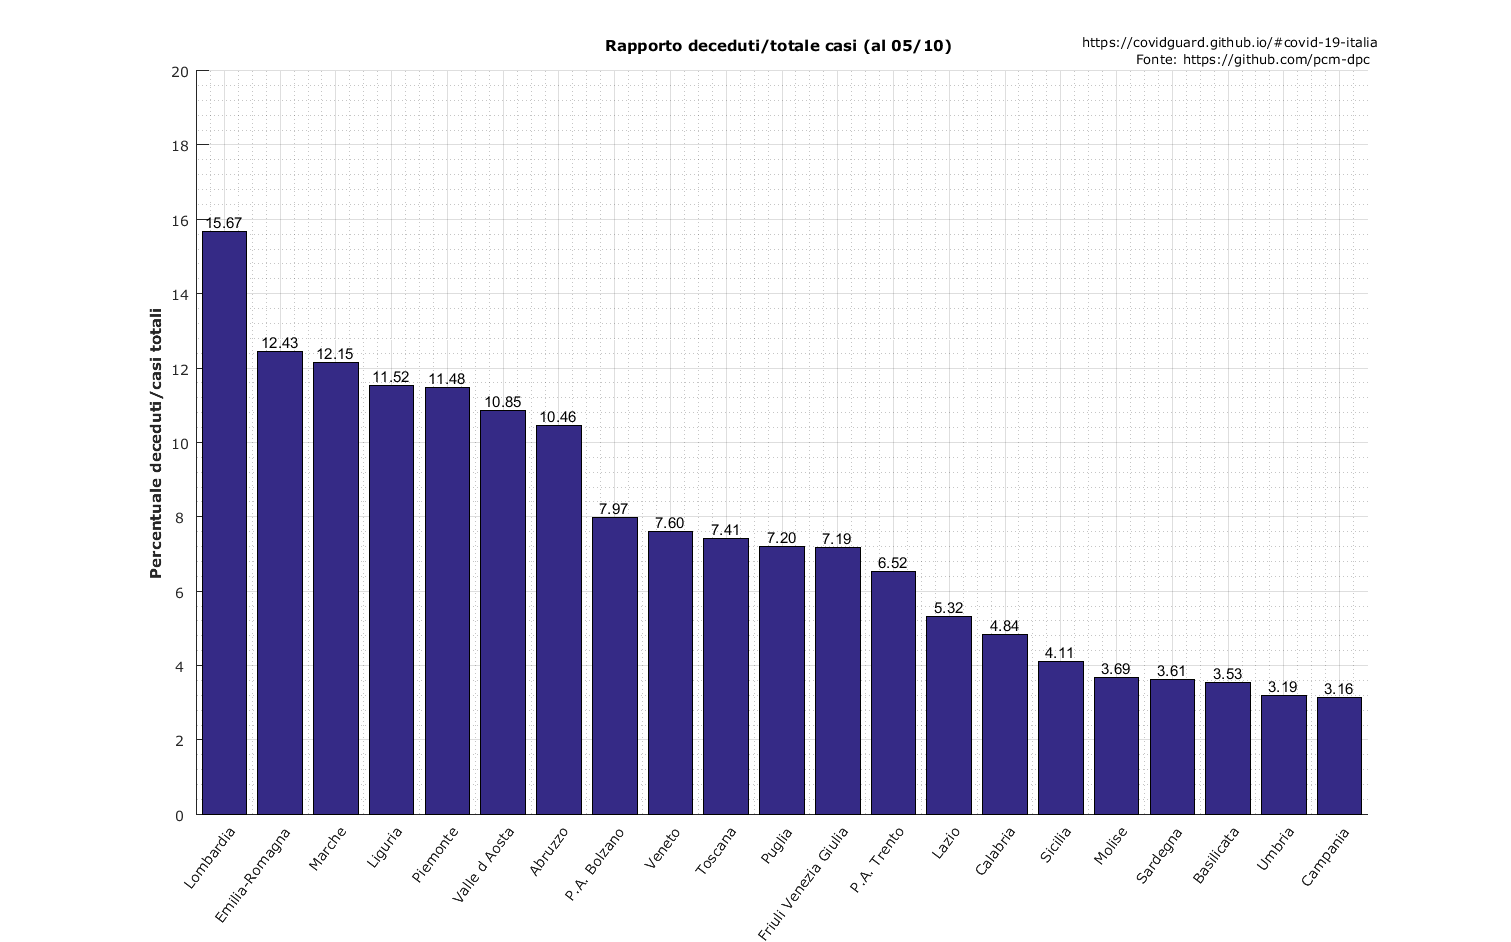 Rapporto deceduti/totale casi (al 05/10)
https://covidguard.github.io/#covid-19-italia
Fonte: https://github.com/pcm-dpc
Percentuale deceduti/casi totali
20
18
16
14
12
10
8
6
4
2
0
15.67
12.43
12.15
11.52
11.48
10.85
10.46
7.97
7.60
7.41
7.20
7.19
6.52
5.32
4.84
4.11
3.69
3.61
3.53
3.19
3.16
Lombardia
Emilia-Romagna
Marche
Liguria
Piemonte
Valle d Aosta
Abruzzo
P.A. Bolzano
Veneto
Toscana
Puglia
Friuli Venezia Giulia
P.A. Trento
Lazio
Calabria
Sicilia
Molise
Sardegna
Basilicata
Umbria
Campania